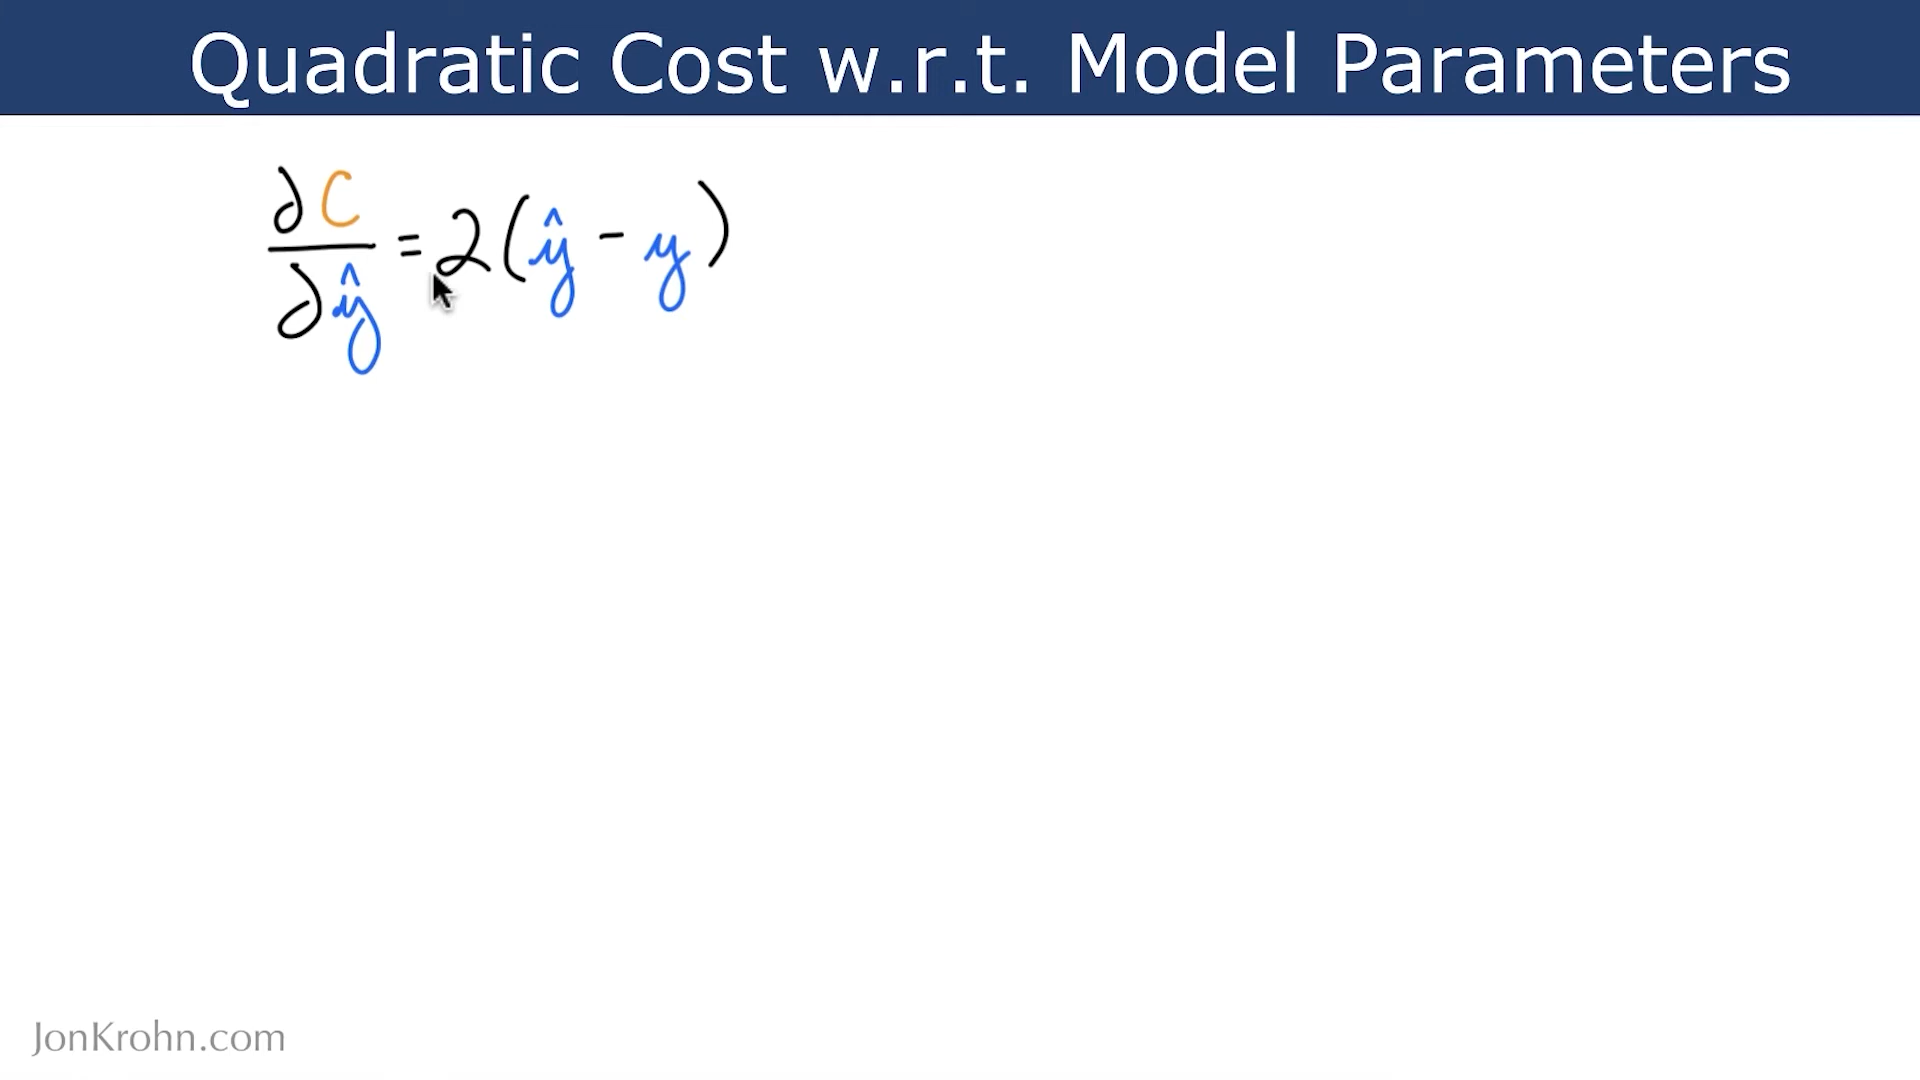 Quadratic Cost w.r.t. Model Parameters
∂C/∂ŷ = 2(ŷ - y)
JonKrohn.com